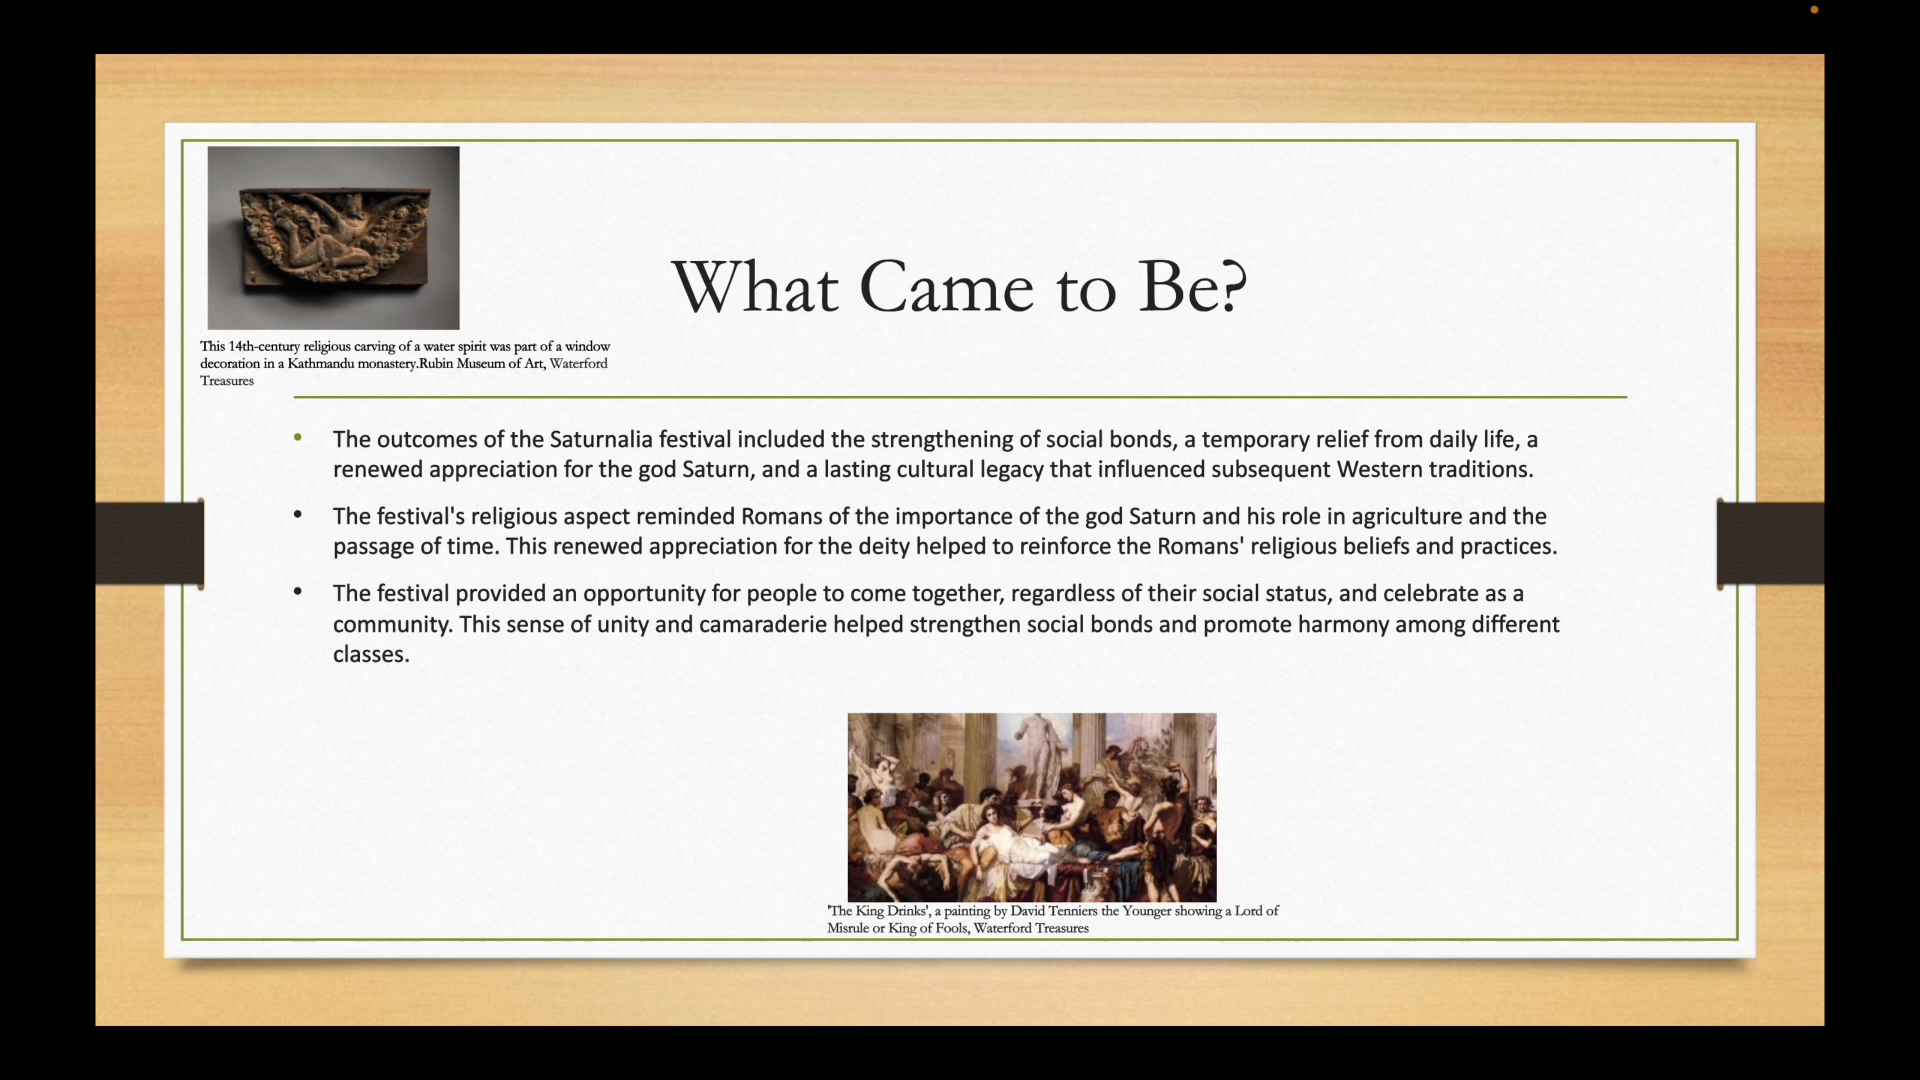 What Came to Be?
This 14th-century religious carving of a water spirit was part of a window
decoration in a Kathmandu monastery.Rubin Museum of Art, Waterford
Treasures
• The outcomes of the Saturnalia festival included the strengthening of social bonds, a temporary relief from daily life, a
renewed appreciation for the god Saturn, and a lasting cultural legacy that influenced subsequent Western traditions.
• The festival's religious aspect reminded Romans of the importance of the god Saturn and his role in agriculture and the
passage of time. This renewed appreciation for the deity helped to reinforce the Romans' religious beliefs and practices.
• The festival provided an opportunity for people to come together, regardless of their social status, and celebrate as a
community. This sense of unity and camaraderie helped strengthen social bonds and promote harmony among different
classes.
'The King Drinks', a painting by David Tenniers the Younger showing a Lord of
Misrule or King of Fools, Waterford Treasures